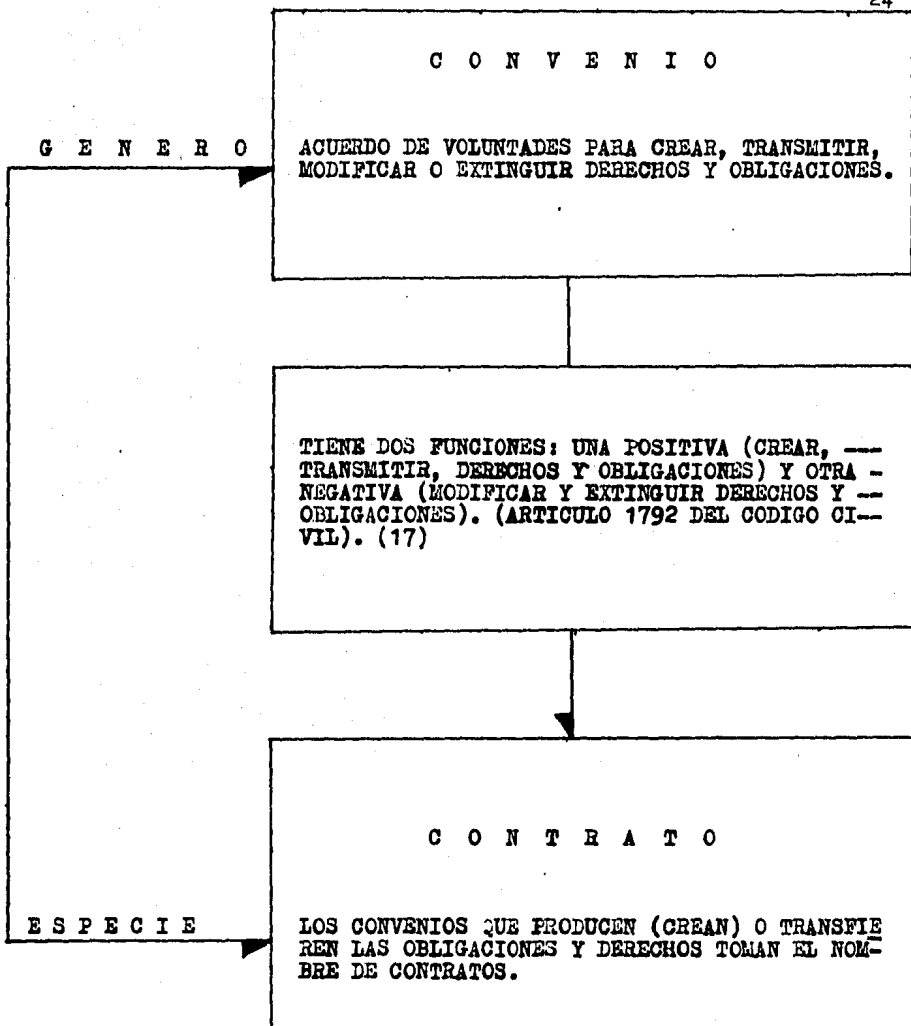 24
C O N V E N I O
G E N E R O
ACUERDO DE VOLUNTADES PARA CREAR, TRANSMITIR,
MODIFICAR O EXTINGUIR DERECHOS Y OBLIGACIONES.
TIENE DOS FUNCIONES: UNA POSITIVA (CREAR, ---
TRANSMITIR, DERECHOS Y OBLIGACIONES) Y OTRA -
NEGATIVA (MODIFICAR Y EXTINGUIR DERECHOS Y --
OBLIGACIONES). (ARTICULO 1792 DEL CODIGO CI--
VIL). (17)
C O N T R A T O
E S P E C I E
LOS CONVENIOS QUE PRODUCEN (CREAN) O TRANSFIE
REN LAS OBLIGACIONES Y DERECHOS TOMAN EL NOM-
BRE DE CONTRATOS.